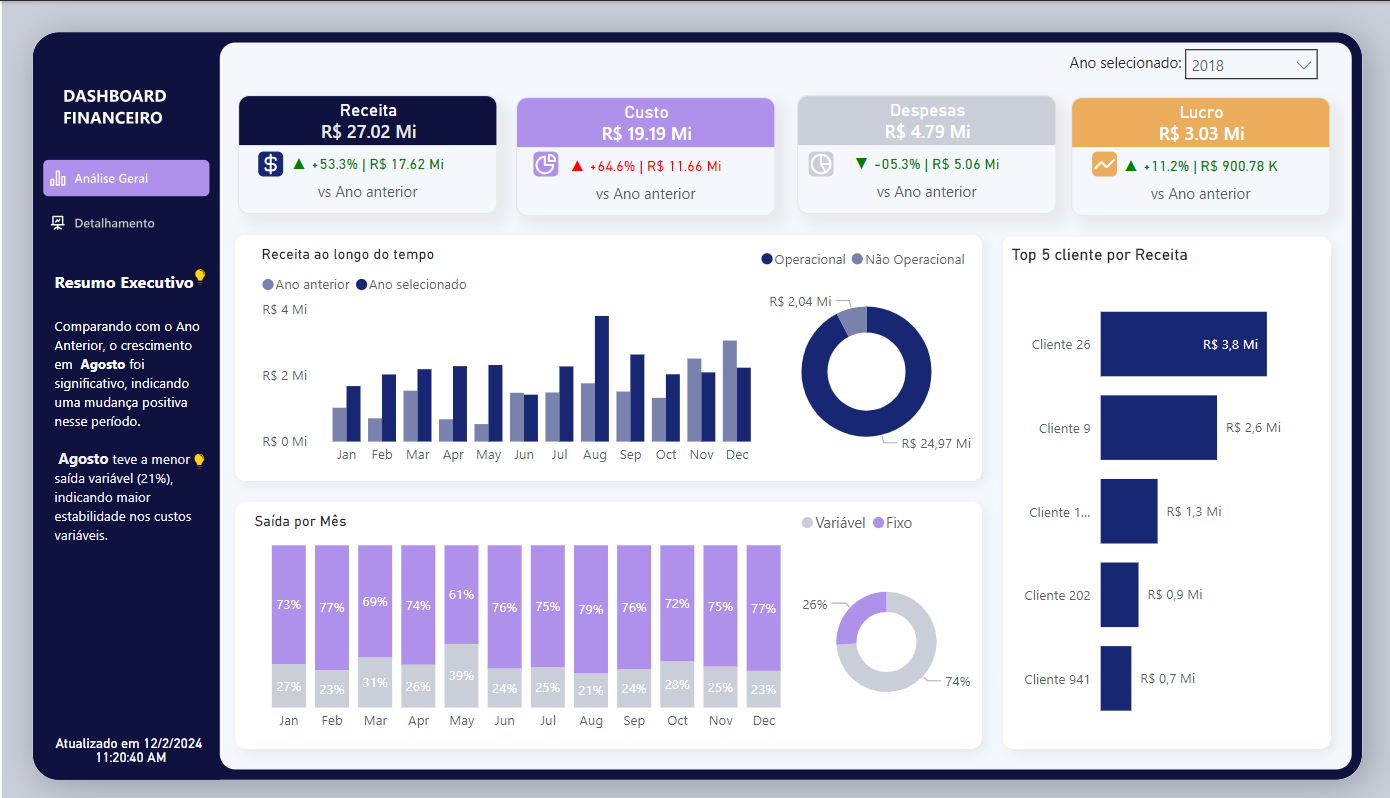 DASHBOARD
FINANCEIRO
Análise Geral
Detalhamento
Resumo Executivo
Comparando com o Ano
Anterior, o crescimento
em Agosto foi
significativo, indicando
uma mudança positiva
nesse período.
Agosto teve a menor
saída variável (21%),
indicando maior
estabilidade nos custos
variáveis.
Atualizado em 12/2/2024
11:20:40 AM
Ano selecionado: 2018
Receita
R$ 27.02 Mi
▲ +53.3% | R$ 17.62 Mi
vs Ano anterior
Custo
R$ 19.19 Mi
▲ +64.6% | R$ 11.66 Mi
vs Ano anterior
Despesas
R$ 4.79 Mi
▼ -05.3% | R$ 5.06 Mi
vs Ano anterior
Lucro
R$ 3.03 Mi
▲ +11.2% | R$ 900.78 K
vs Ano anterior
Receita ao longo do tempo
Ano anterior Ano selecionado
R$ 4 Mi
R$ 2 Mi
R$ 0 Mi
Jan Feb Mar Apr May Jun Jul Aug Sep Oct Nov Dec
Operacional Não Operacional
R$ 2,04 Mi
R$ 24,97 Mi
Top 5 cliente por Receita
Cliente 26 R$ 3,8 Mi
Cliente 9 R$ 2,6 Mi
Cliente 1... R$ 1,3 Mi
Cliente 202 R$ 0,9 Mi
Cliente 941 R$ 0,7 Mi
Saída por Mês
73% 77% 69% 74% 61% 76% 75% 79% 76% 72% 75% 77%
27% 23% 31% 26% 39% 24% 25% 21% 24% 28% 25% 23%
Jan Feb Mar Apr May Jun Jul Aug Sep Oct Nov Dec
Variável Fixo
26%
74%